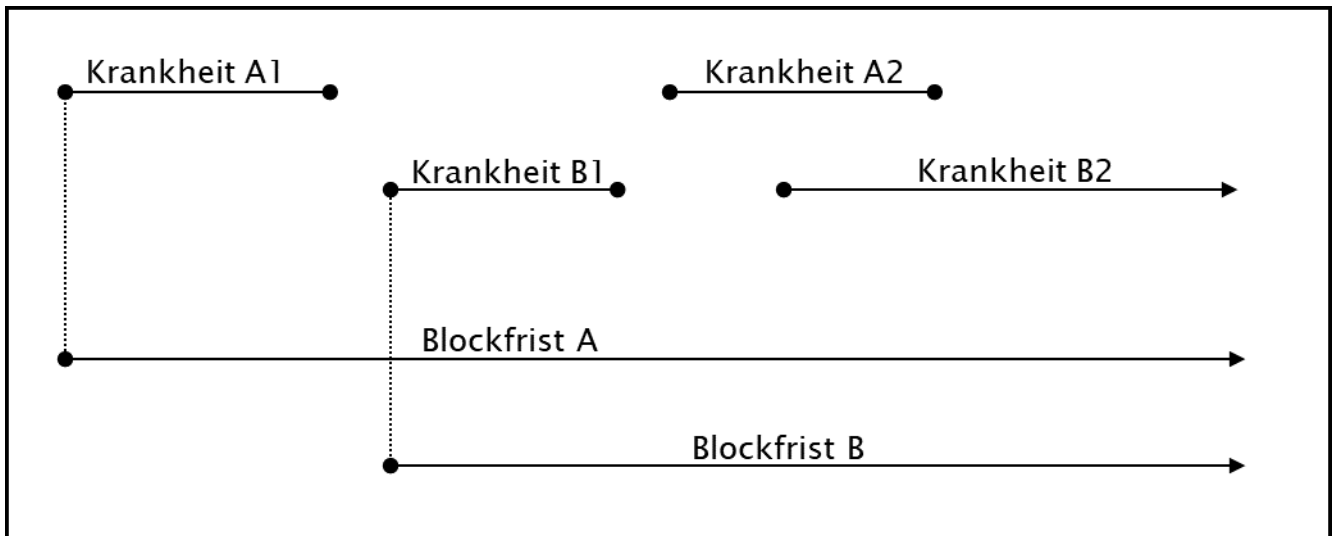 Krankheit A1
Krankheit A2
Krankheit B1
Krankheit B2
Blockfrist A
Blockfrist B